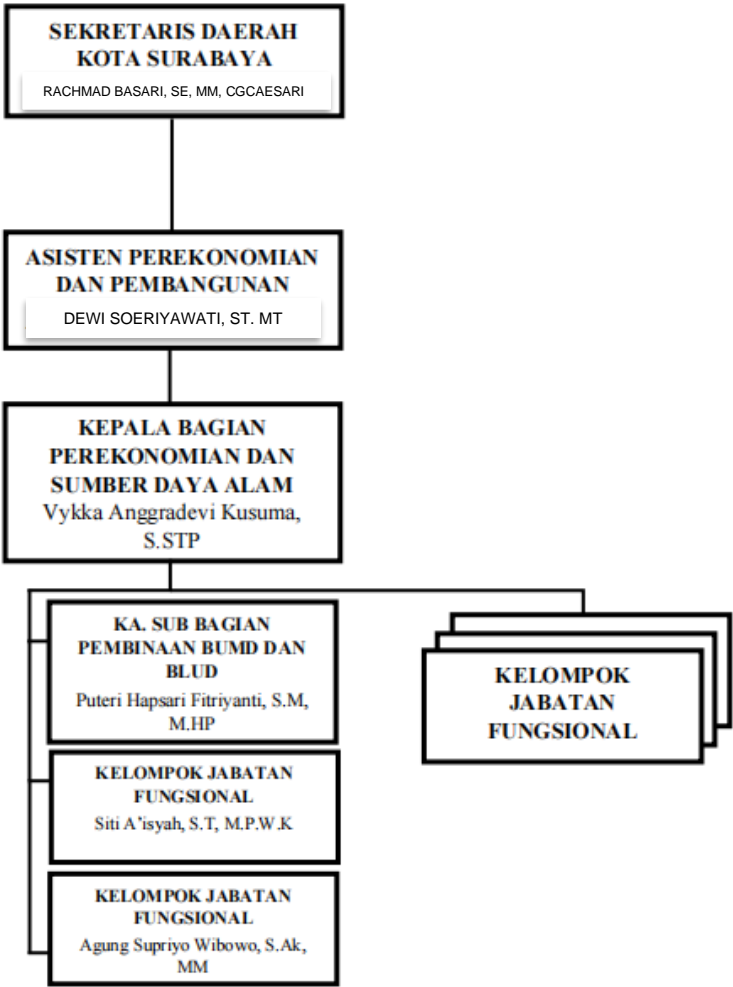 SEKRETARIS DAERAH
KOTA SURABAYA
RACHMAD BASARI, SE, MM, CGCAESARI
ASISTEN PEREKONOMIAN
DAN PEMBANGUNAN
DEWI SOERIYAWATI, ST. MT
KEPALA BAGIAN
PEREKONOMIAN DAN
SUMBER DAYA ALAM
Vykka Anggradevi Kusuma,
S.STP
KA. SUB BAGIAN
PEMBINAAN BUMD DAN
BLUD
Puteri Hapsari Fitriyanti, S.M,
M.HP
KELOMPOK JABATAN
FUNGSIONAL
Siti A’isyah, S.T, M.P.W.K
KELOMPOK JABATAN
FUNGSIONAL
Agung Supriyo Wibowo, S.Ak,
MM
KELOMPOK
JABATAN
FUNGSIONAL